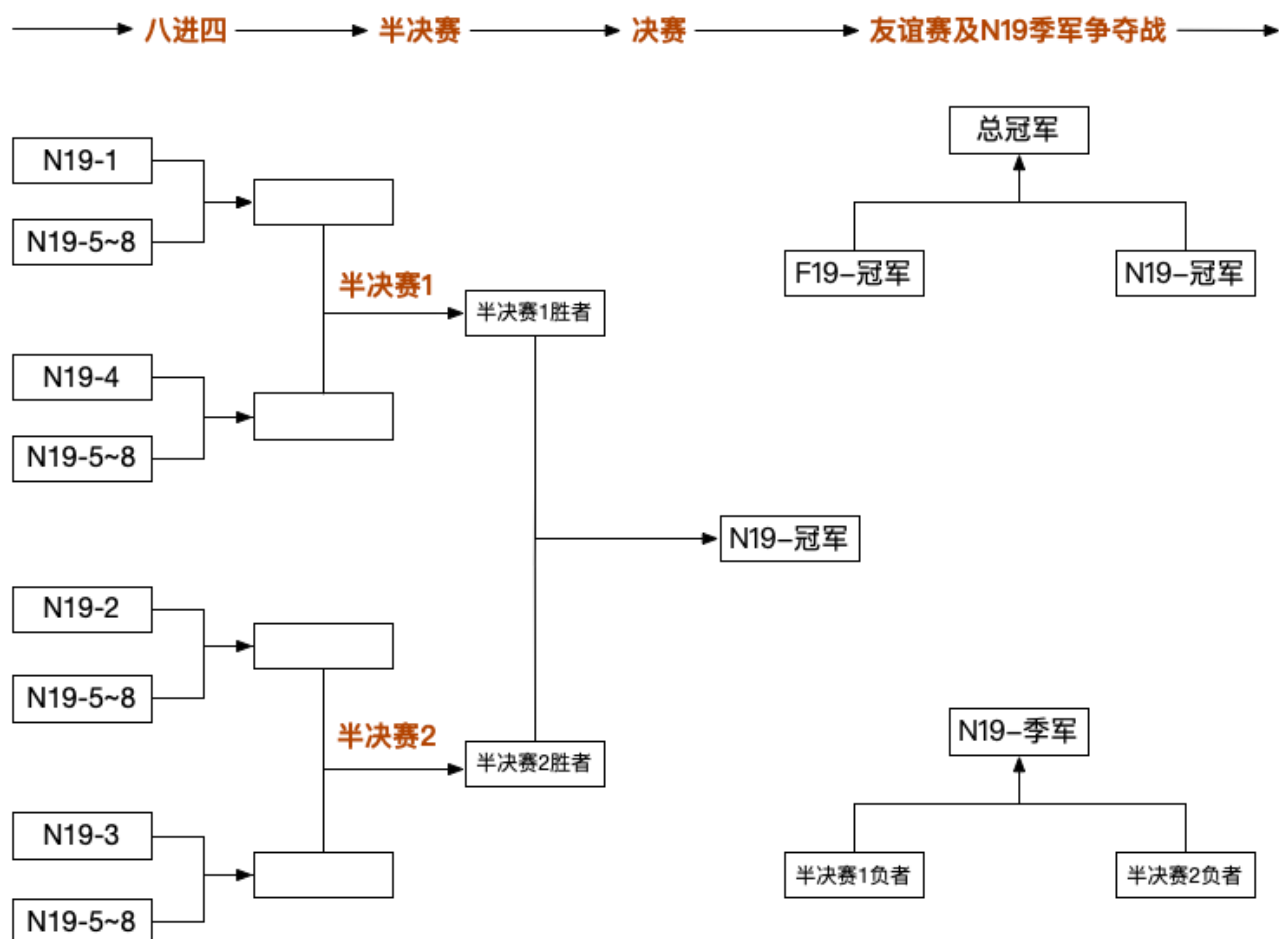 八进四 半决赛 决赛 友谊赛及N19季军争夺战
总冠军
N19-1
N19-5~8
F19-冠军 N19-冠军
半决赛1
半决赛1胜者
N19-4
N19-5~8
N19-冠军
N19-2
N19-5~8
N19-季军
半决赛2
半决赛2胜者
N19-3
半决赛1负者 半决赛2负者
N19-5~8